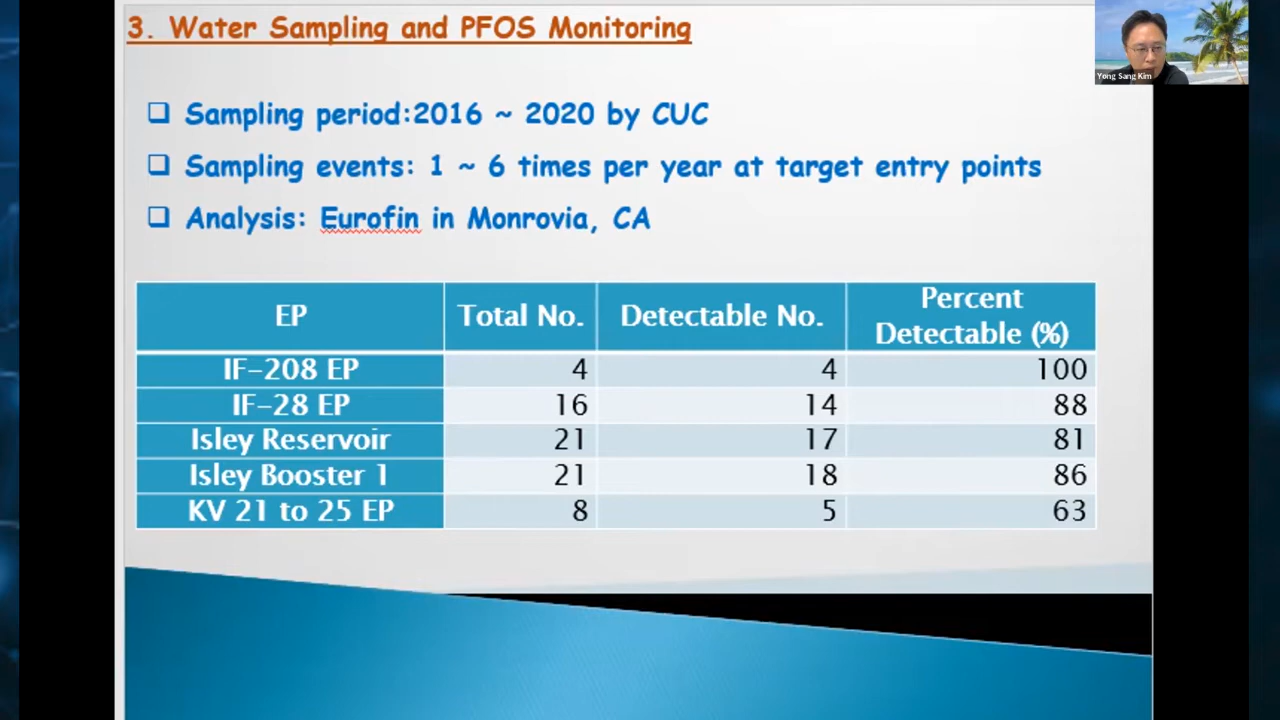 3. Water Sampling and PFOS Monitoring
Yong Sang Kim
❑ Sampling period:2016 ~ 2020 by CUC
❑ Sampling events: 1 ~ 6 times per year at target entry points
❑ Analysis: Eurofin in Monrovia, CA
EP Total No. Detectable No. Percent Detectable (%)
IF-208 EP 4 4 100
IF-28 EP 16 14 88
Isley Reservoir 21 17 81
Isley Booster 1 21 18 86
KV 21 to 25 EP 8 5 63